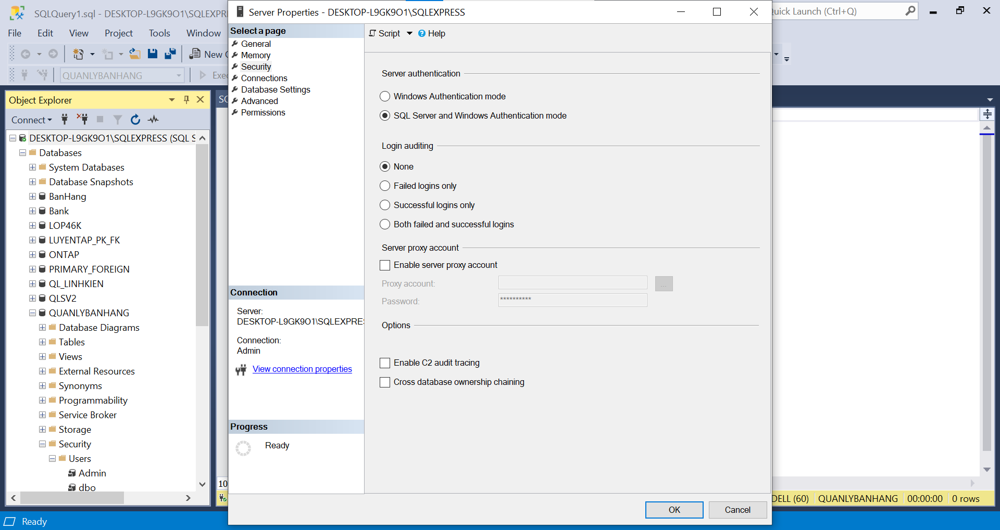 SQLQuery1.sql - DESKTOP-L9GK9O1\SQLEXPRE
Quick Launch (Ctrl+Q)
File Edit View Project Tools Window
New
QUANLYBANHANG
Object Explorer
Connect
DESKTOP-L9GK9O1\SQLEXPRESS (SQL S
Databases
System Databases
Database Snapshots
BanHang
Bank
LOP46K
LUYENTAP_PK_FK
ONTAP
PRIMARY_FOREIGN
QL_LINHKIEN
QLSV2
QUANLYBANHANG
Database Diagrams
Tables
Views
External Resources
Synonyms
Programmability
Service Broker
Storage
Security
Users
Admin
dbo
Server Properties - DESKTOP-L9GK9O1\SQLEXPRESS
Select a page
General
Memory
Security
Connections
Database Settings
Advanced
Permissions
Connection
Server:
DESKTOP-L9GK9O1\SQLEXPRES
Connection:
Admin
View connection properties
Progress
Ready
Script Help
Server authentication
Windows Authentication mode
SQL Server and Windows Authentication mode
Login auditing
None
Failed logins only
Successful logins only
Both failed and successful logins
Server proxy account
Enable server proxy account
Proxy account:
...
Password:
**********
Options
Enable C2 audit tracing
Cross database ownership chaining
OK Cancel
10
DELL (60) QUANLYBANHANG 00:00:00 0 rows
Ready